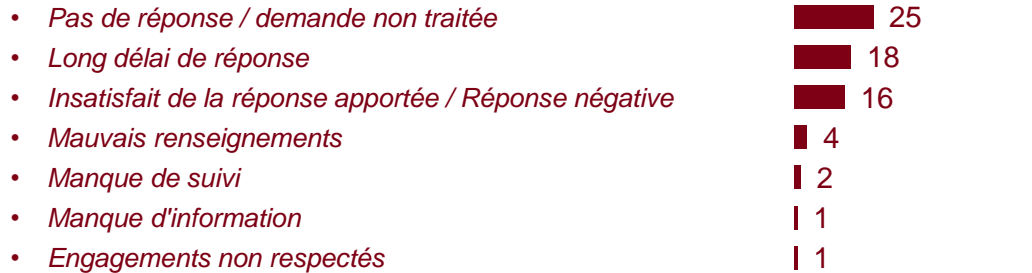 • Pas de réponse / demande non traitée 25
• Long délai de réponse 18
• Insatisfait de la réponse apportée / Réponse négative 16
• Mauvais renseignements 4
• Manque de suivi 2
• Manque d'information 1
• Engagements non respectés 1